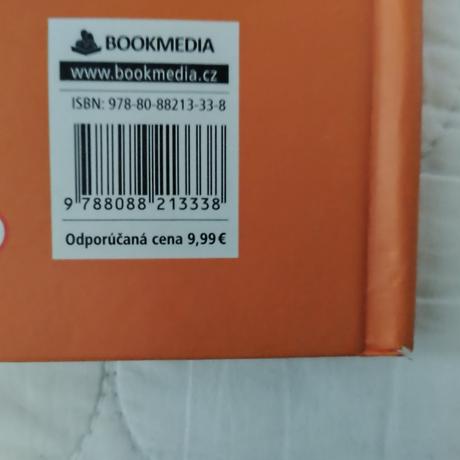 BOOKMEDIA
www.bookmedia.cz
ISBN: 978-80-88213-33-8
9 788088 213338
Odporúčaná cena 9,99€